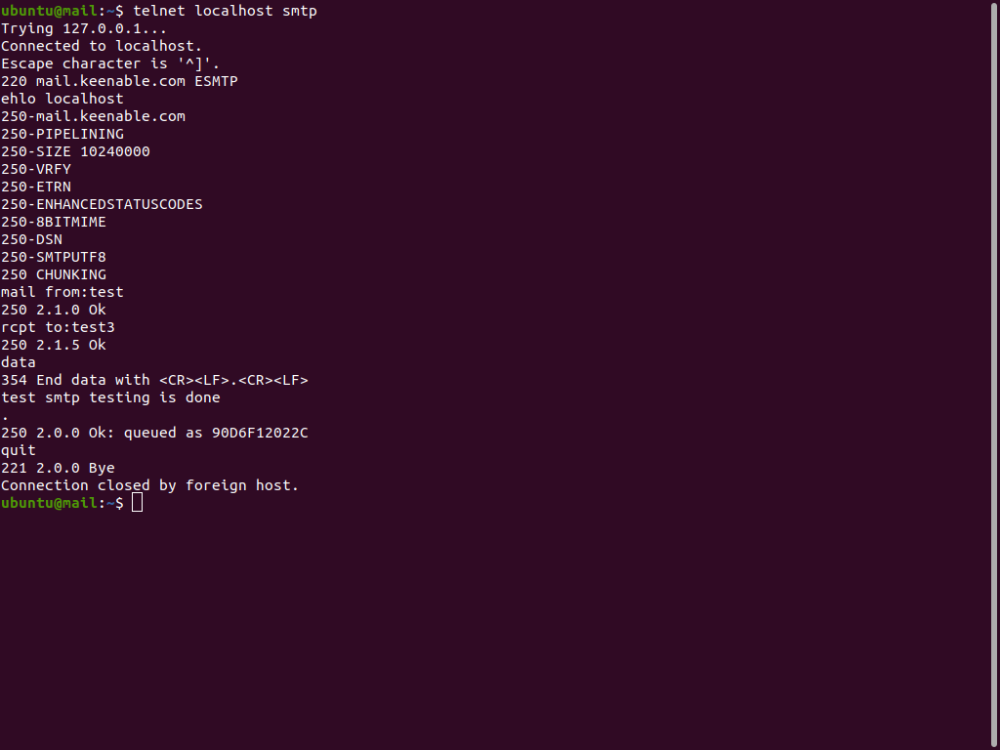 ubuntu@mail:~$ telnet localhost smtp
Trying 127.0.0.1...
Connected to localhost.
Escape character is '^]'.
220 mail.keenable.com ESMTP
ehlo localhost
250-mail.keenable.com
250-PIPELINING
250-SIZE 10240000
250-VRFY
250-ETRN
250-ENHANCEDSTATUSCODES
250-8BITMIME
250-DSN
250-SMTPUTF8
250 CHUNKING
mail from:test
250 2.1.0 Ok
rcpt to:test3
250 2.1.5 Ok
data
354 End data with <CR><LF>.<CR><LF>
test smtp testing is done
.
250 2.0.0 Ok: queued as 90D6F12022C
quit
221 2.0.0 Bye
Connection closed by foreign host.
ubuntu@mail:~$